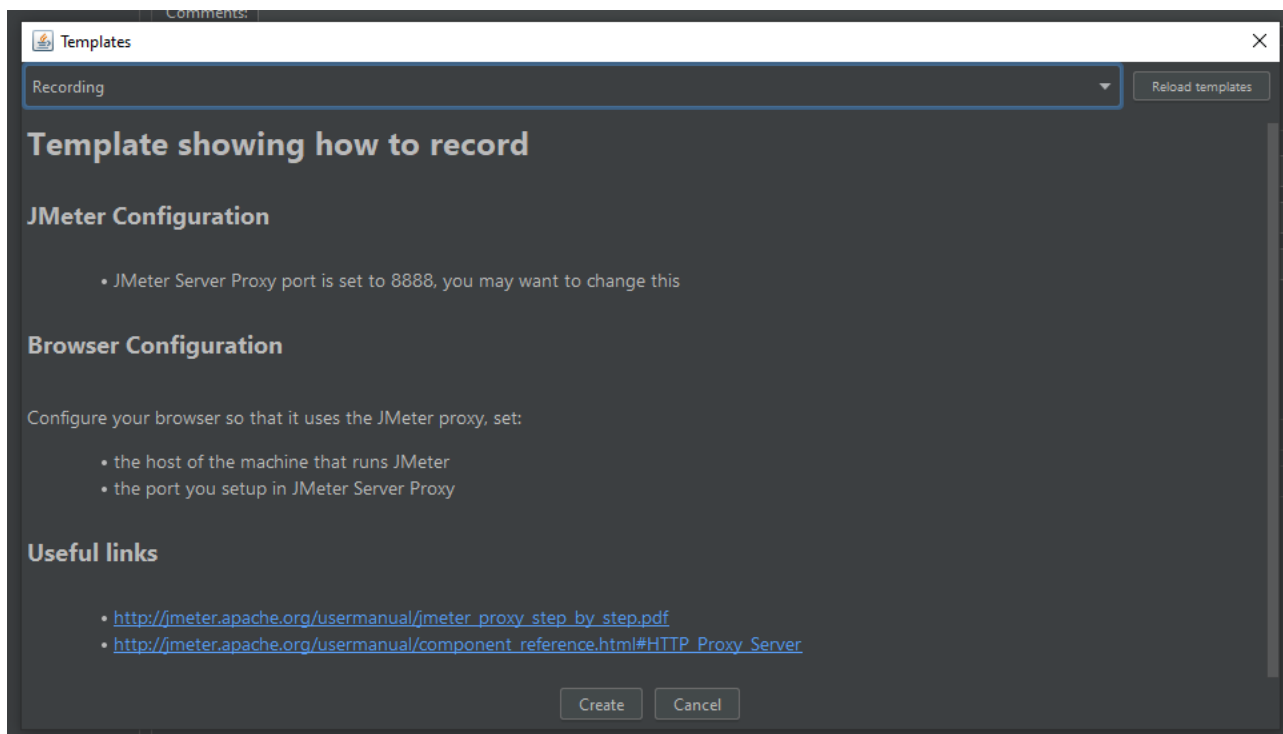 Comments:
Templates
Recording
Reload templates
Template showing how to record
JMeter Configuration
• JMeter Server Proxy port is set to 8888, you may want to change this
Browser Configuration
Configure your browser so that it uses the JMeter proxy, set:
• the host of the machine that runs JMeter
• the port you setup in JMeter Server Proxy
Useful links
• http://jmeter.apache.org/usermanual/jmeter_proxy_step_by_step.pdf
• http://jmeter.apache.org/usermanual/component_reference.html#HTTP_Proxy_Server
Create
Cancel